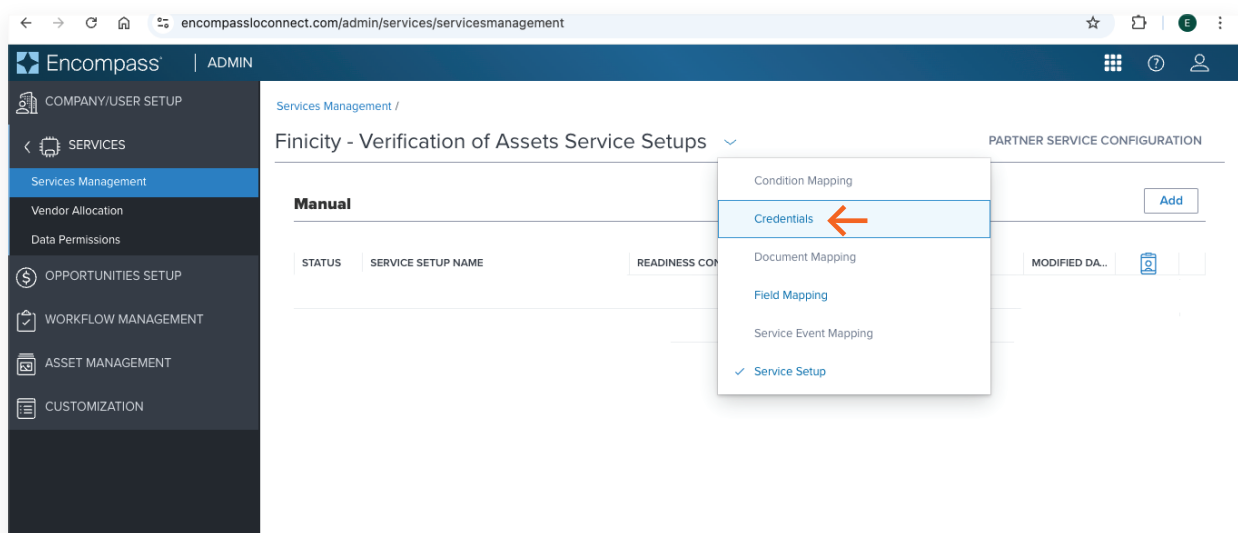 encompassloconnect.com/admin/services/servicesmanagement
E
Encompass® | ADMIN
COMPANY/USER SETUP
SERVICES
Services Management
Vendor Allocation
Data Permissions
OPPORTUNITIES SETUP
WORKFLOW MANAGEMENT
ASSET MANAGEMENT
CUSTOMIZATION
Services Management /
Finicity - Verification of Assets Service Setups
PARTNER SERVICE CONFIGURATION
Manual
Add
STATUS SERVICE SETUP NAME READINESS CON MODIFIED DA...
Condition Mapping
Credentials
Document Mapping
Field Mapping
Service Event Mapping
Service Setup